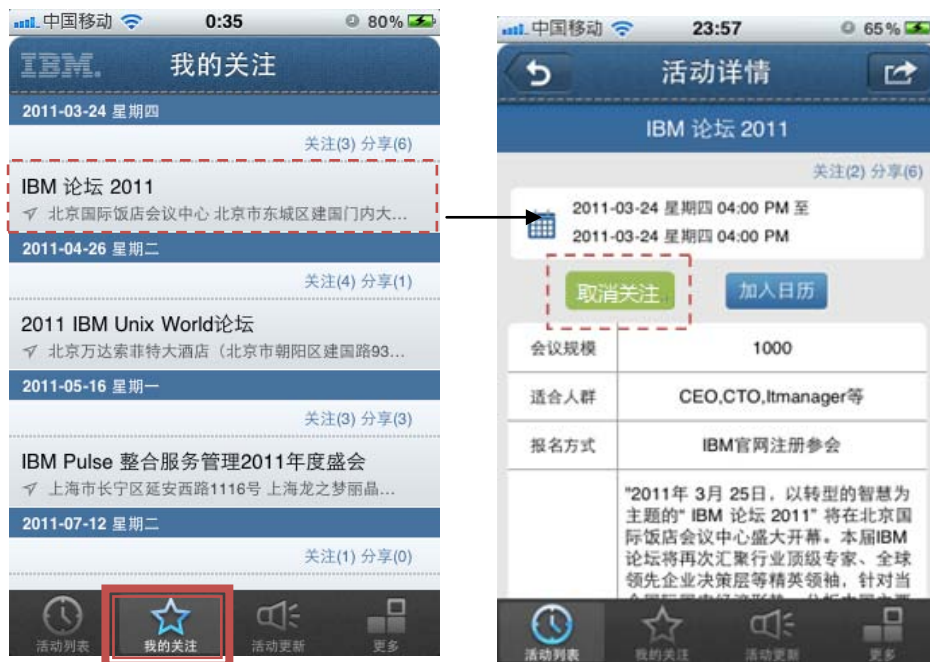 中国移动 0:35 80%
IBM. 我的关注
2011-03-24 星期四
关注(3) 分享(6)
IBM 论坛 2011
北京国际饭店会议中心 北京市东城区建国门内大...
2011-04-26 星期二
关注(4) 分享(1)
2011 IBM Unix World论坛
北京万达索菲特大酒店（北京市朝阳区建国路93...
2011-05-16 星期一
关注(3) 分享(3)
IBM Pulse 整合服务管理2011年度盛会
上海市长宁区延安西路1116号 上海龙之梦丽晶...
2011-07-12 星期二
关注(1) 分享(0)
活动列表 我的关注 活动更新 更多
中国移动 23:57 65%
活动详情
IBM 论坛 2011
关注(2) 分享(6)
2011-03-24 星期四 04:00 PM 至
2011-03-24 星期四 04:00 PM
取消关注 加入日历
会议规模 1000
适合人群 CEO,CTO,Itmanager等
报名方式 IBM官网注册参会
"2011年 3月 25日，以转型的智慧为
主题的" IBM 论坛 2011" 将在北京国
际饭店会议中心盛大开幕。本届IBM
论坛将再次汇聚行业顶级专家、全球
领先企业决策层等精英领袖，针对当
活动列表 我的关注 活动更新 更多